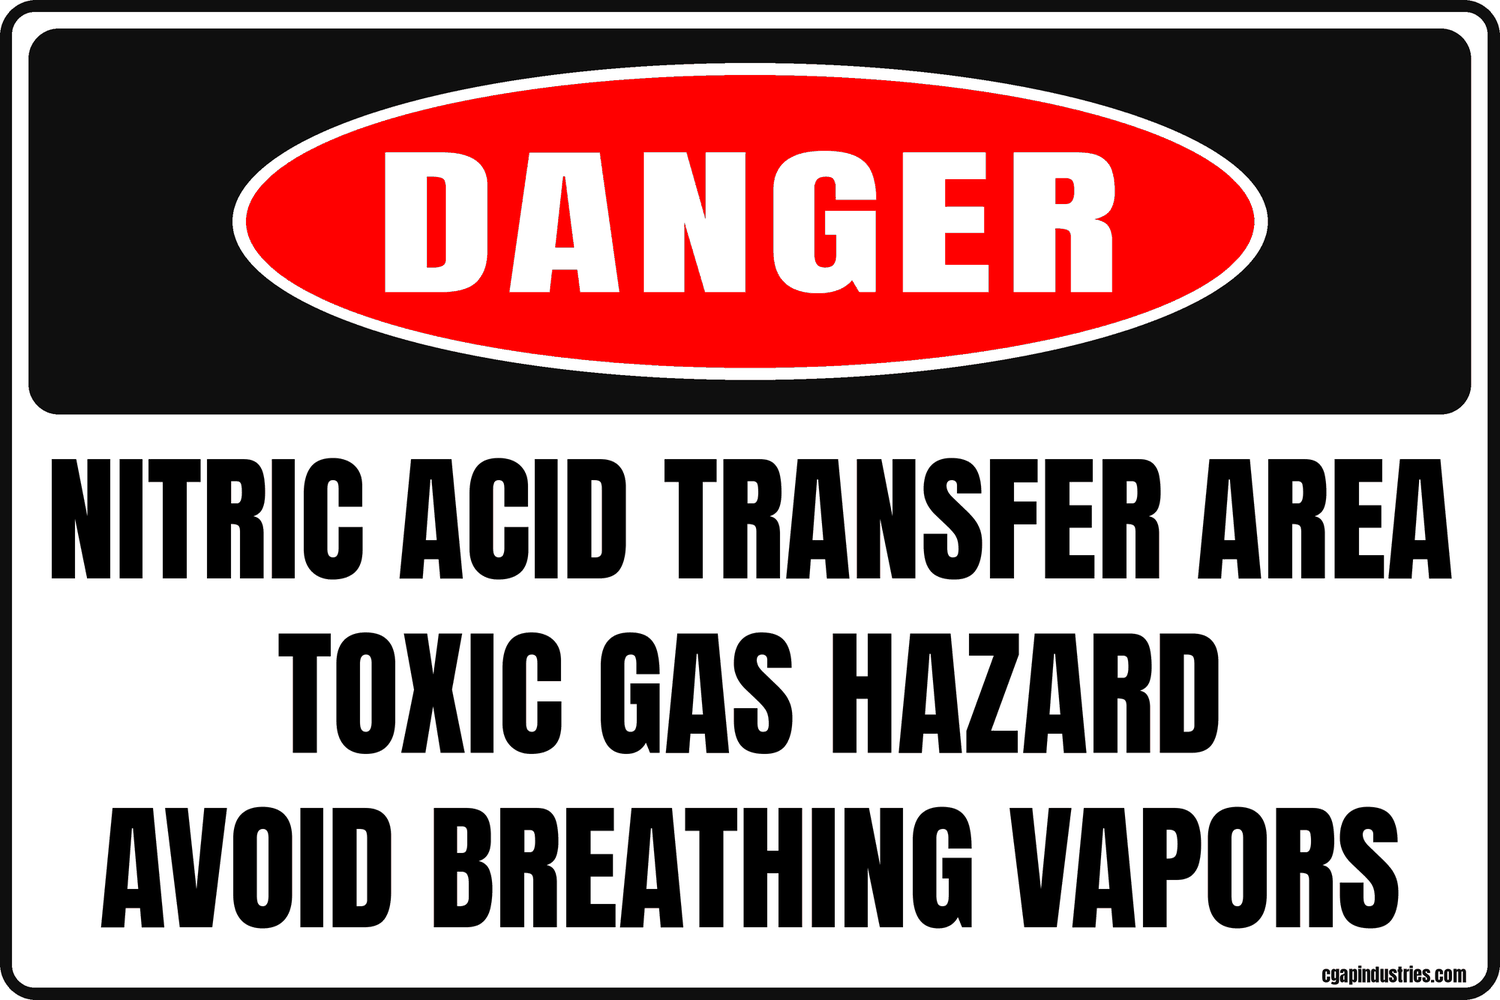 DANGER
NITRIC ACID TRANSFER AREA
TOXIC GAS HAZARD
AVOID BREATHING VAPORS
cgapindustries.com